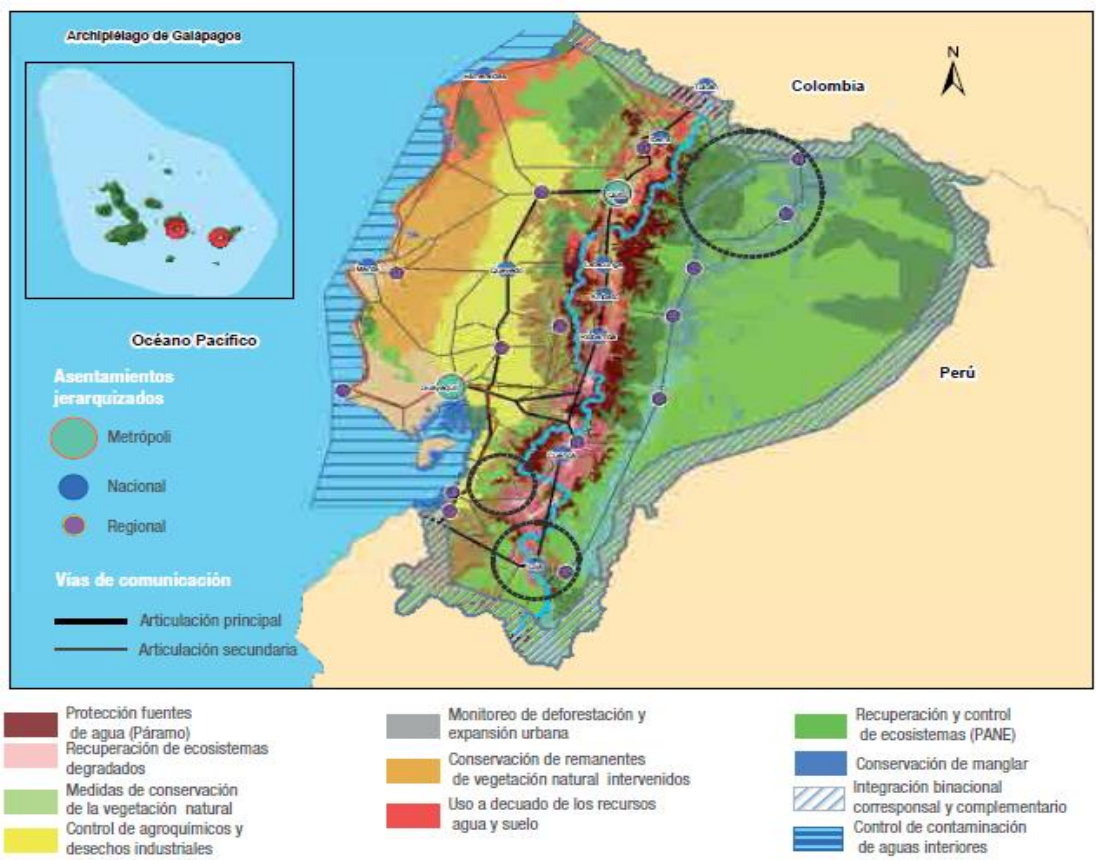 Archipiélago de Galápagos
N
Colombia
Océano Pacífico
Perú
Manta
Quevedo
Guayaquil
Asentamientos
jerarquizados
Metrópoli
Nacional
Regional
Vías de comunicación
Articulación principal
Articulación secundaria
Protección fuentes
de agua (Páramo)
Recuperación de ecosistemas
degradados
Medidas de conservación
de la vegetación natural
Control de agroquímicos y
desechos industriales
Monitoreo de deforestación y
expansión urbana
Conservación de remanentes
de vegetación natural intervenidos
Uso a decuado de los recursos
agua y suelo
Recuperación y control
de ecosistemas (PANE)
Conservación de manglar
Integración binacional
corresponsal y complementario
Control de contaminación
de aguas interiores